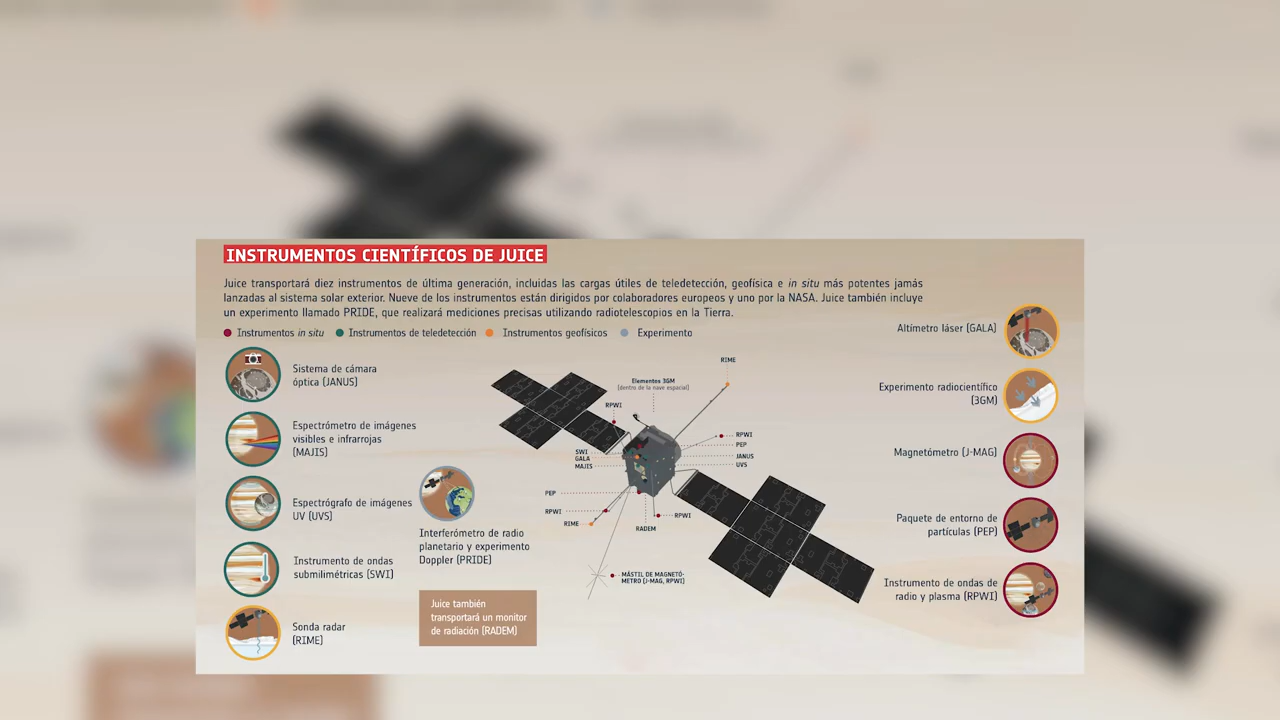 INSTRUMENTOS CIENTÍFICOS DE JUICE
Juice transportará diez instrumentos de última generación, incluidas las cargas útiles de teledetección, geofísica e in situ más potentes jamás
lanzadas al sistema solar exterior. Nueve de los instrumentos están dirigidos por colaboradores europeos y uno por la NASA. Juice también incluye
un experimento llamado PRIDE, que realizará mediciones precisas utilizando radiotelescopios en la Tierra.
Instrumentos in situ
Instrumentos de teledetección
Instrumentos geofísicos
Experimento
Sistema de cámara
óptica (JANUS)
Espectrómetro de imágenes
visibles e infrarrojas
(MAJIS)
Espectrógrafo de imágenes
UV (UVS)
Instrumento de ondas
submilimétricas (SWI)
Sonda radar
(RIME)
Interferómetro de radio
planetario y experimento
Doppler (PRIDE)
Juice también
transportará un monitor
de radiación (RADEM)
RIME
Elementos 3GM
(dentro de la nave espacial)
RPWI
RPWI
PEP
JANUS
UVS
SWI
GALA
MAJIS
PEP
RPWI
RIME
RPWI
RADEM
MÁSTIL DE MAGNETÓ-
METRO (J-MAG, RPWI)
Altímetro láser (GALA)
Experimento radiocientífico
(3GM)
Magnetómetro (J-MAG)
Paquete de entorno de
partículas (PEP)
Instrumento de ondas de
radio y plasma (RPWI)